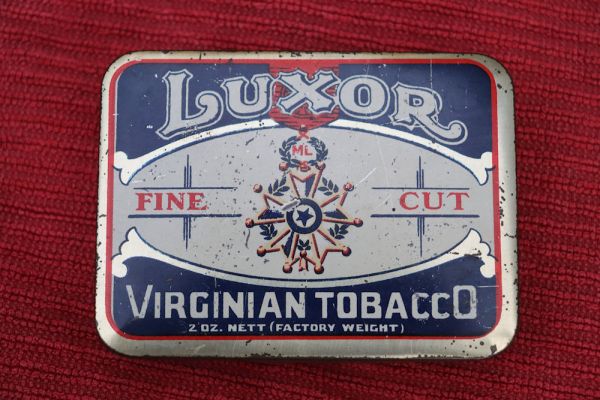 LUXOR
ML
FINE CUT
VIRGINIAN TOBACCO
2 OZ. NETT (FACTORY WEIGHT)